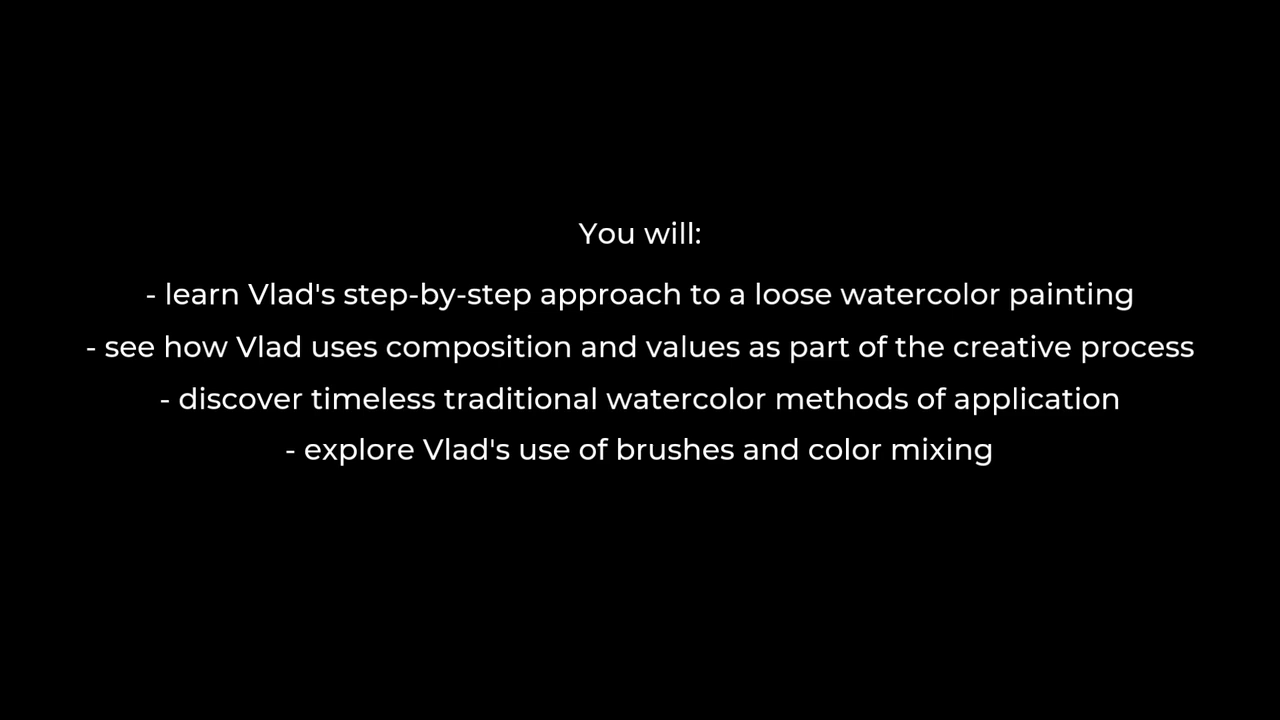 You will:
- learn Vlad's step-by-step approach to a loose watercolor painting
- see how Vlad uses composition and values as part of the creative process
- discover timeless traditional watercolor methods of application
- explore Vlad's use of brushes and color mixing